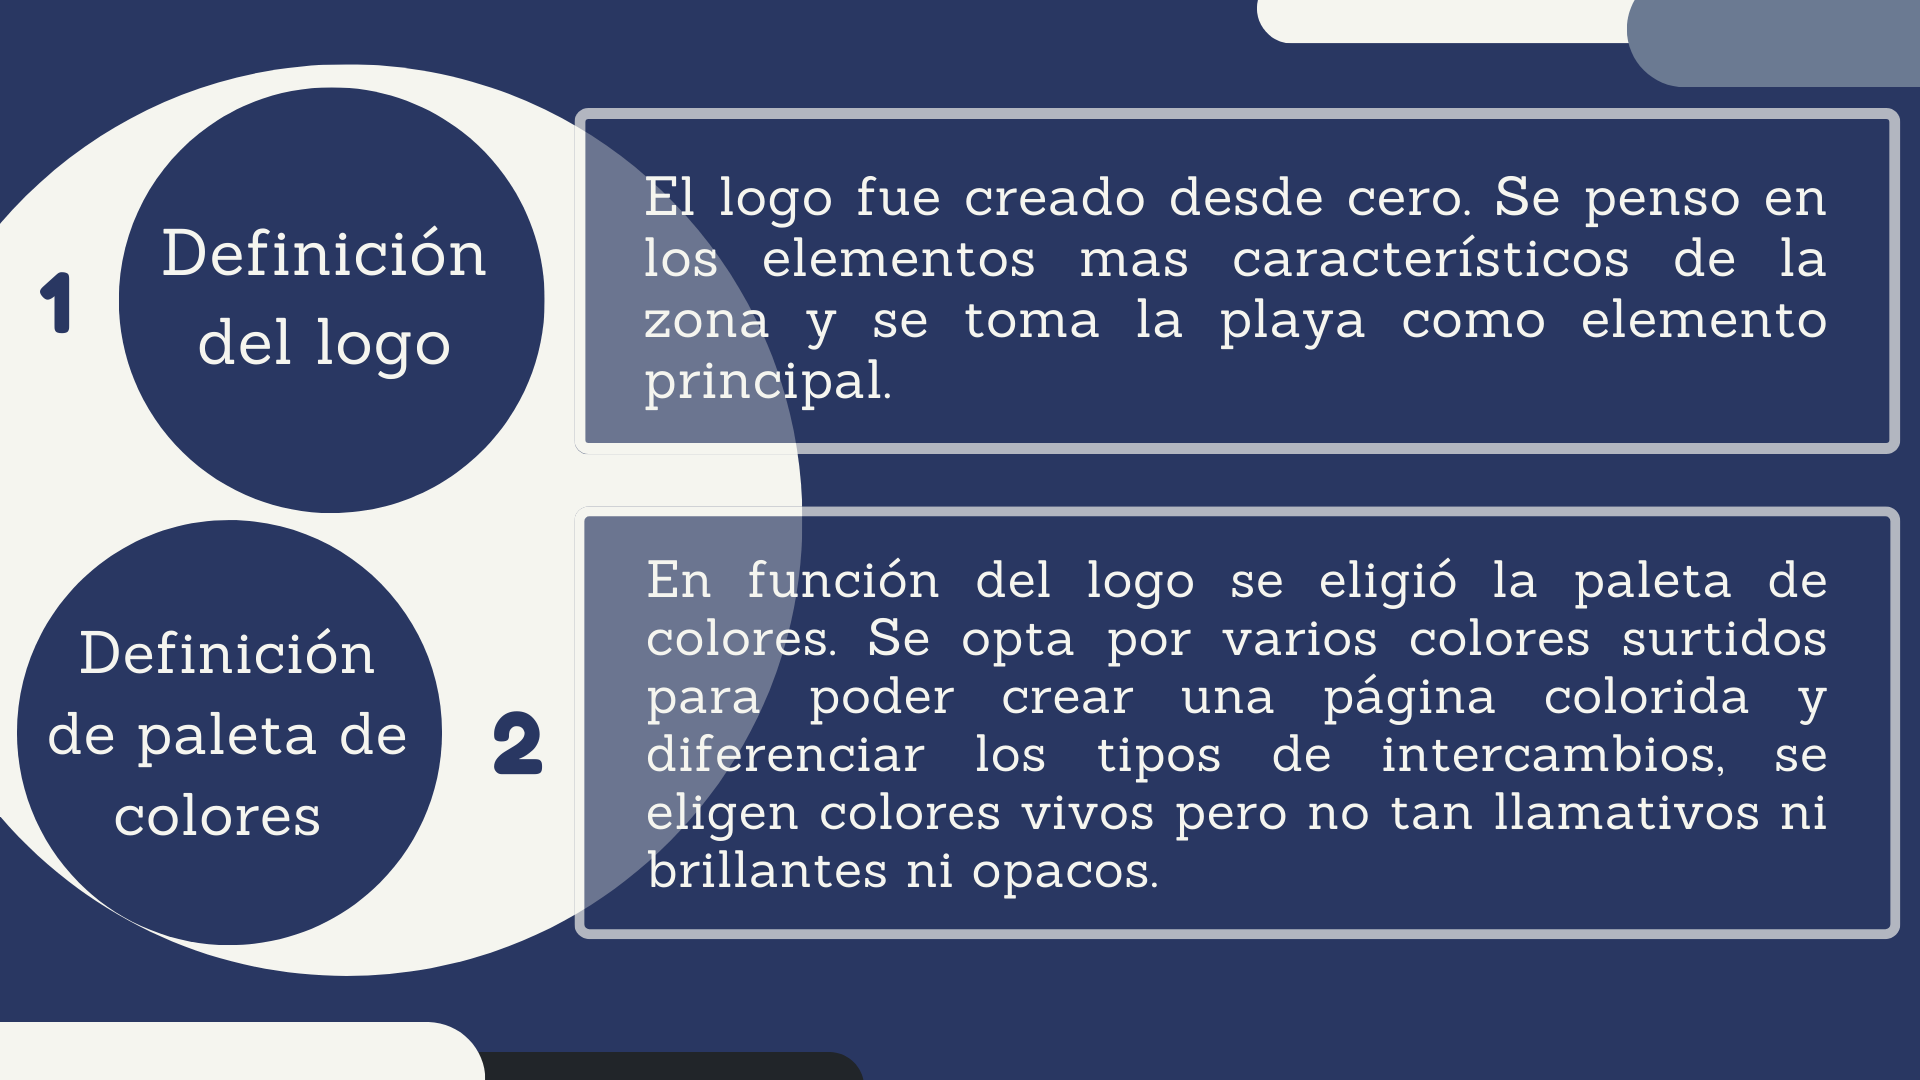 1
Definición
del logo
El logo fue creado desde cero. Se penso en
los elementos mas característicos de la
zona y se toma la playa como elemento
principal.
Definición
de paleta de
colores
2
En función del logo se eligió la paleta de
colores. Se opta por varios colores surtidos
para poder crear una página colorida y
diferenciar los tipos de intercambios, se
eligen colores vivos pero no tan llamativos ni
brillantes ni opacos.